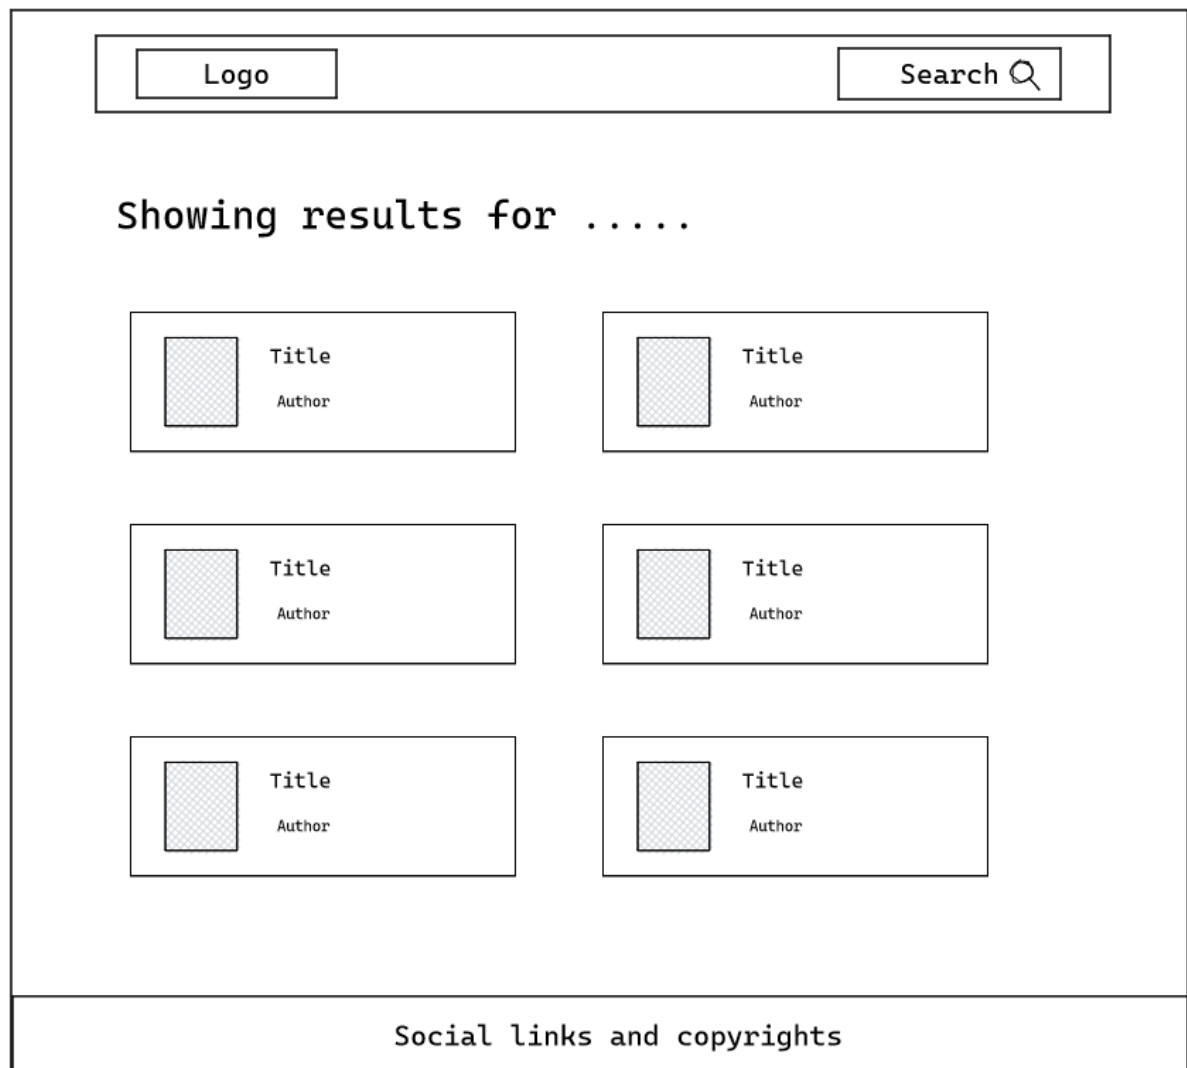 Logo
Search
Showing results for .....
Title
Author
Title
Author
Title
Author
Title
Author
Title
Author
Title
Author
Social links and copyrights